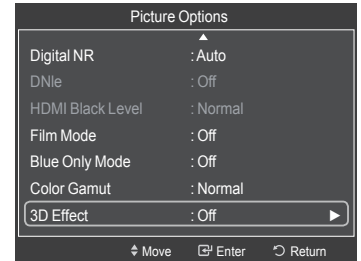 Picture Options
Digital NR : Auto
DNIe : Off
HDMI Black Level : Normal
Film Mode : Off
Blue Only Mode : Off
Color Gamut : Normal
3D Effect : Off
Move Enter Return